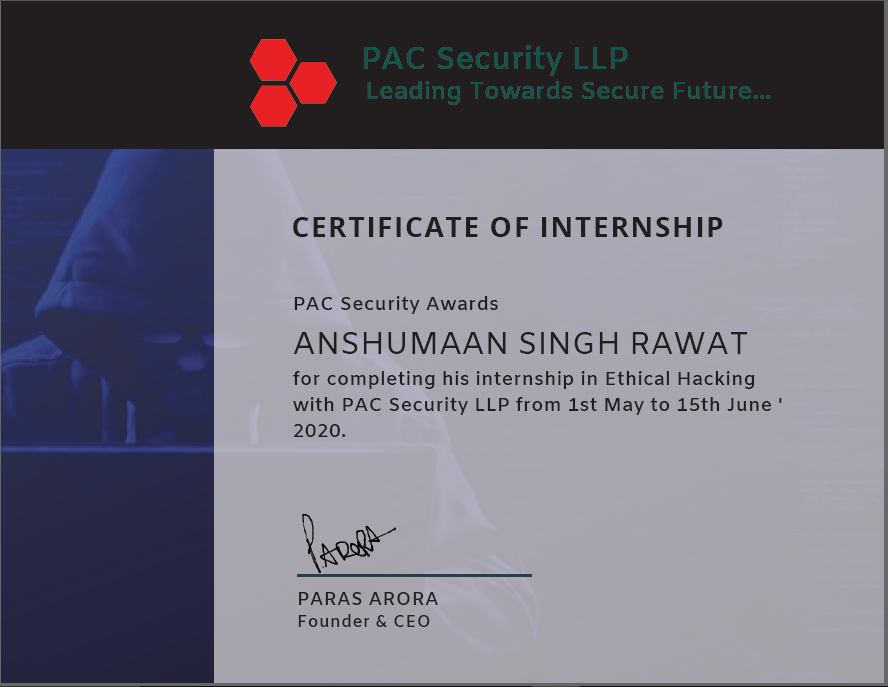 PAC Security LLP
Leading Towards Secure Future...
CERTIFICATE OF INTERNSHIP
PAC Security Awards
ANSHUMAAN SINGH RAWAT
for completing his internship in Ethical Hacking
with PAC Security LLP from 1st May to 15th June '
2020.
P.ARORA
PARAS ARORA
Founder & CEO